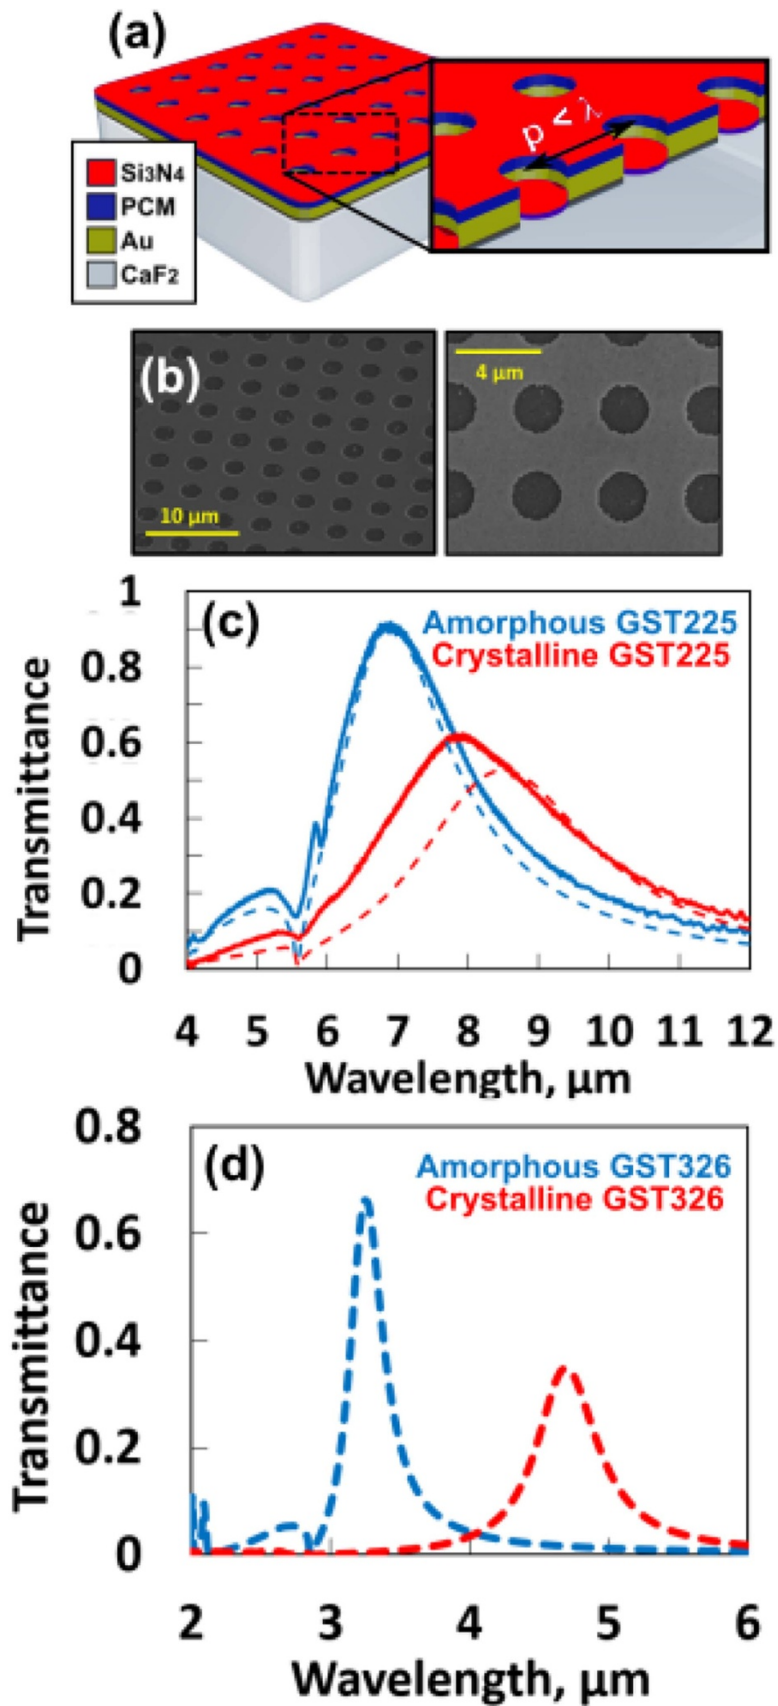 (a)
p < λ
Si₃N₄
PCM
Au
CaF₂
(b)
10 μm
4 μm
(c)
Amorphous GST225
Crystalline GST225
Transmittance
1
0.8
0.6
0.4
0.2
0
4 5 6 7 8 9 10 11 12
Wavelength, μm
(d)
Amorphous GST326
Crystalline GST326
Transmittance
0.8
0.6
0.4
0.2
0
2 3 4 5 6
Wavelength, μm